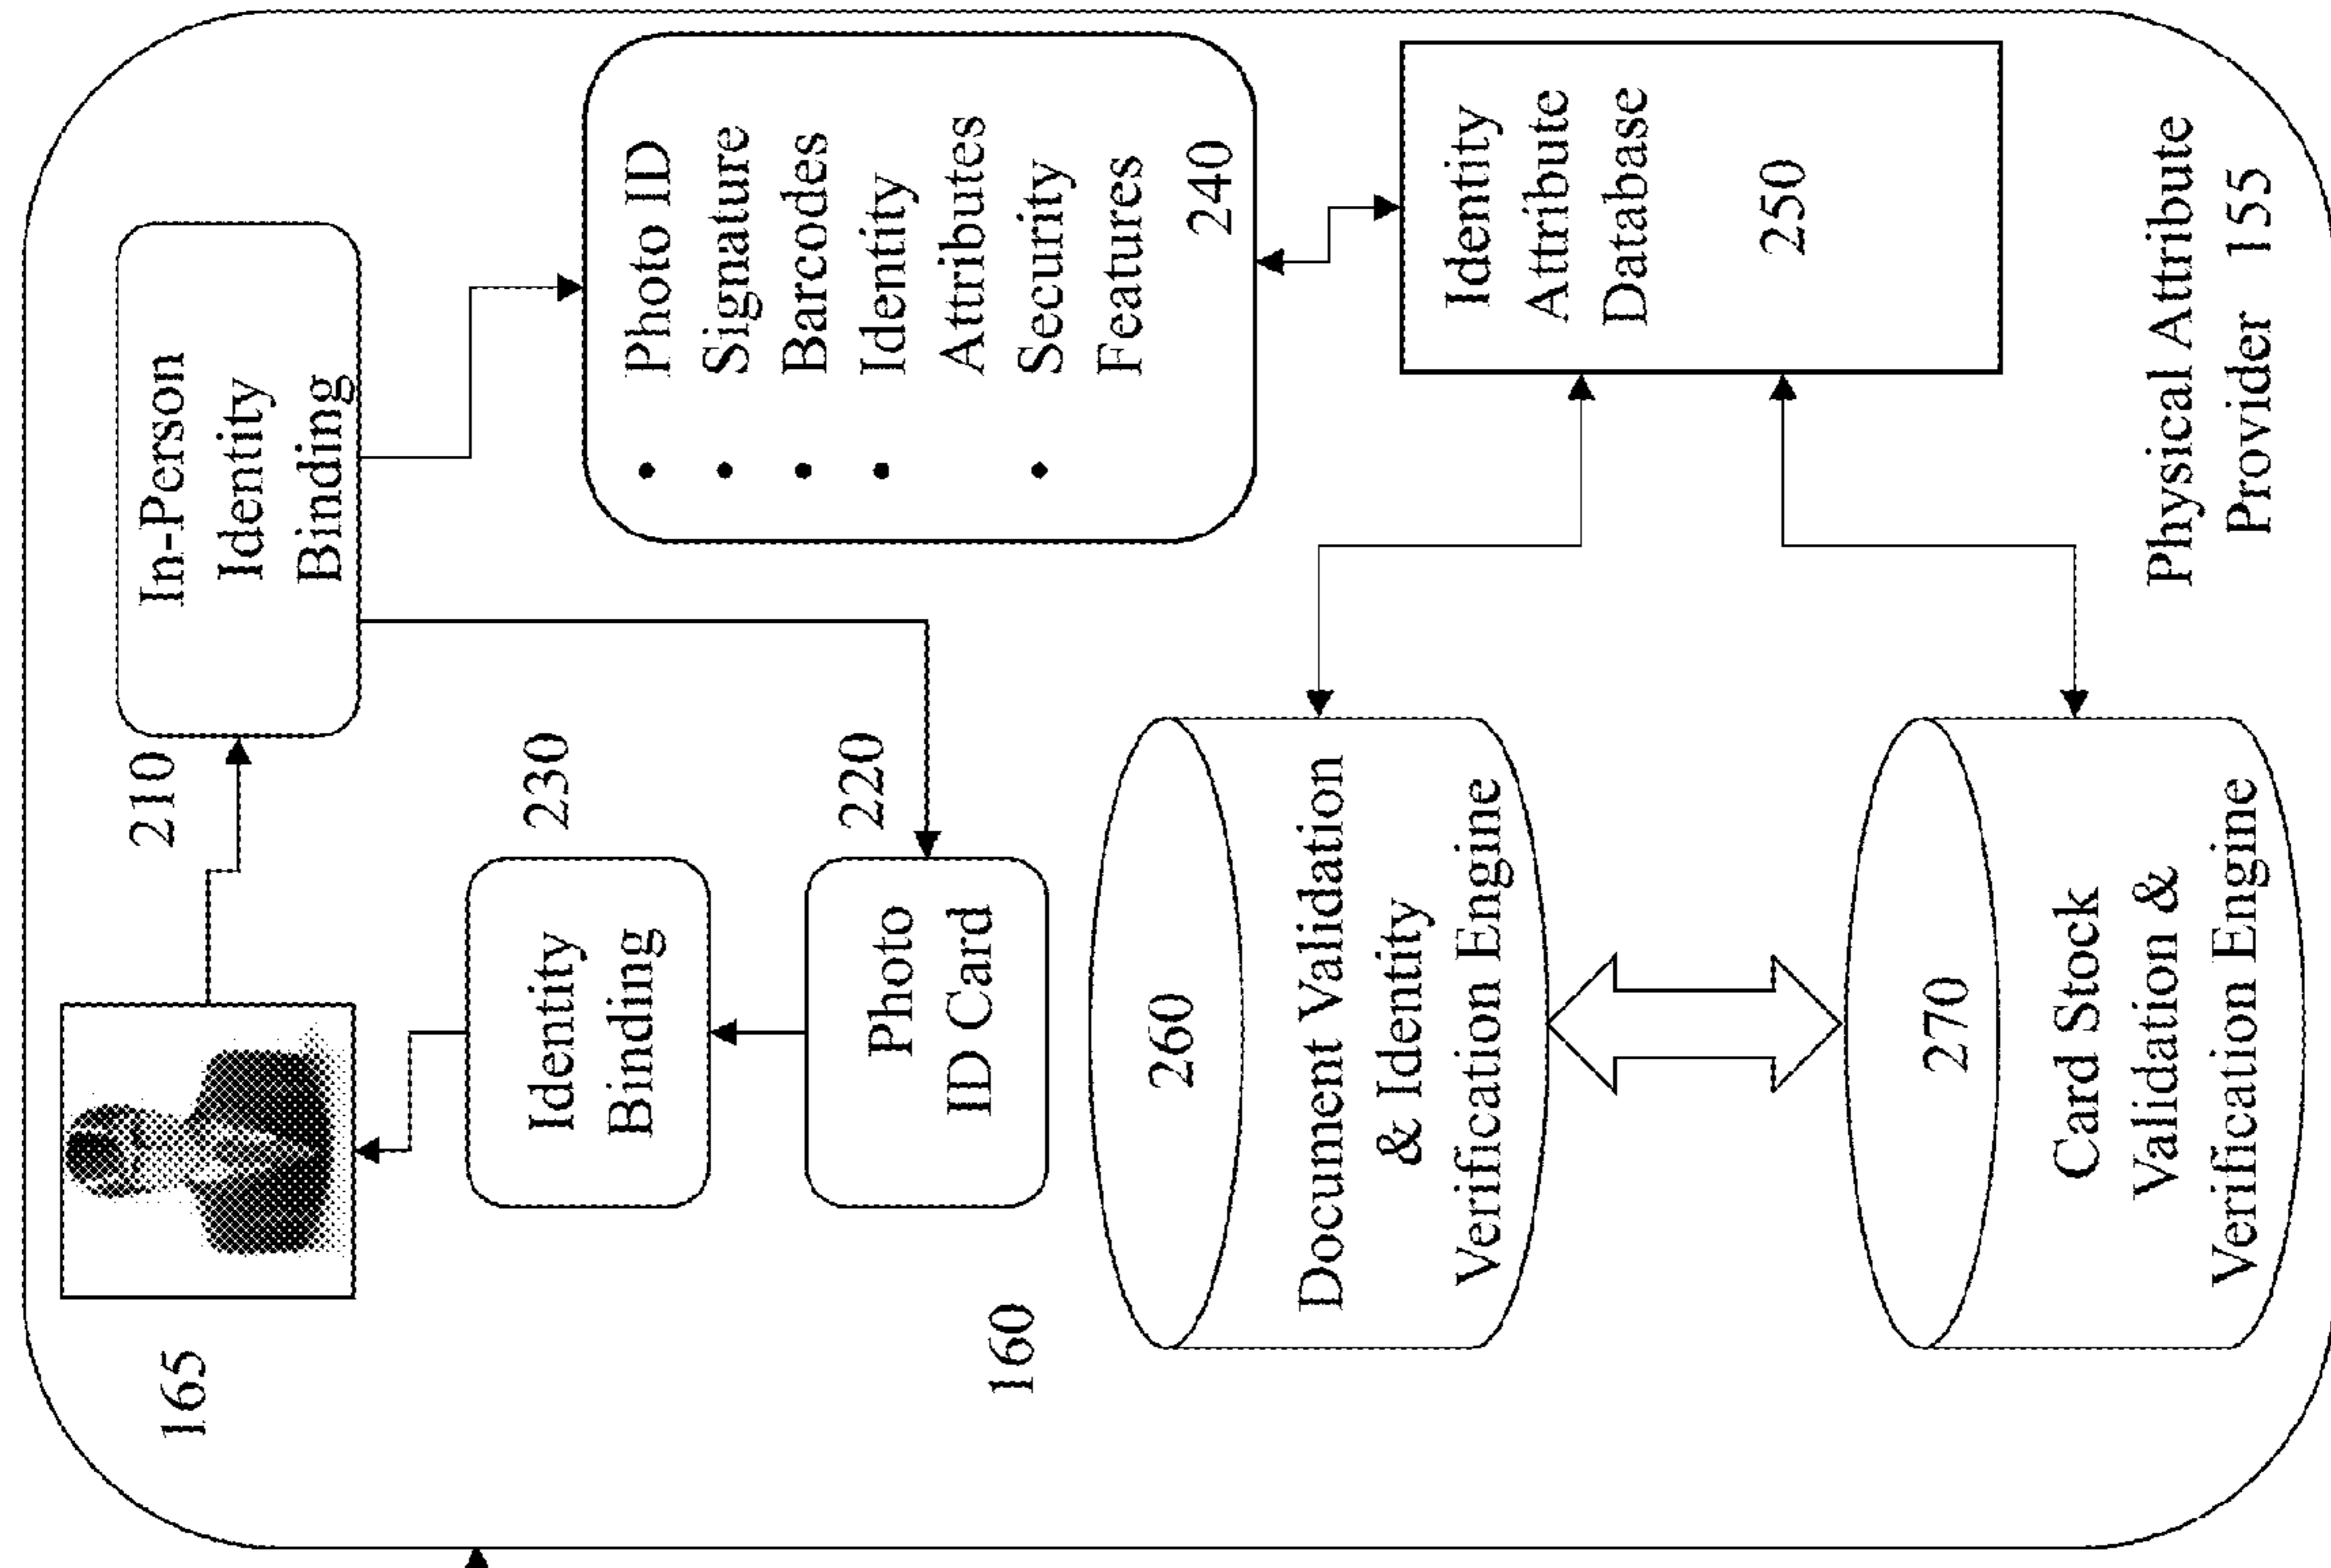 165
210
In-Person
Identity
Binding
230
Identity
Binding
220
Photo
ID Card
160
• Photo ID
• Signature
• Barcodes
• Identity
Attributes
• Security
Features
240
260
Document Validation
& Identity
Verification Engine
Identity
Attribute
Database
250
270
Card Stock
Validation &
Verification Engine
Physical Attribute
Provider 155